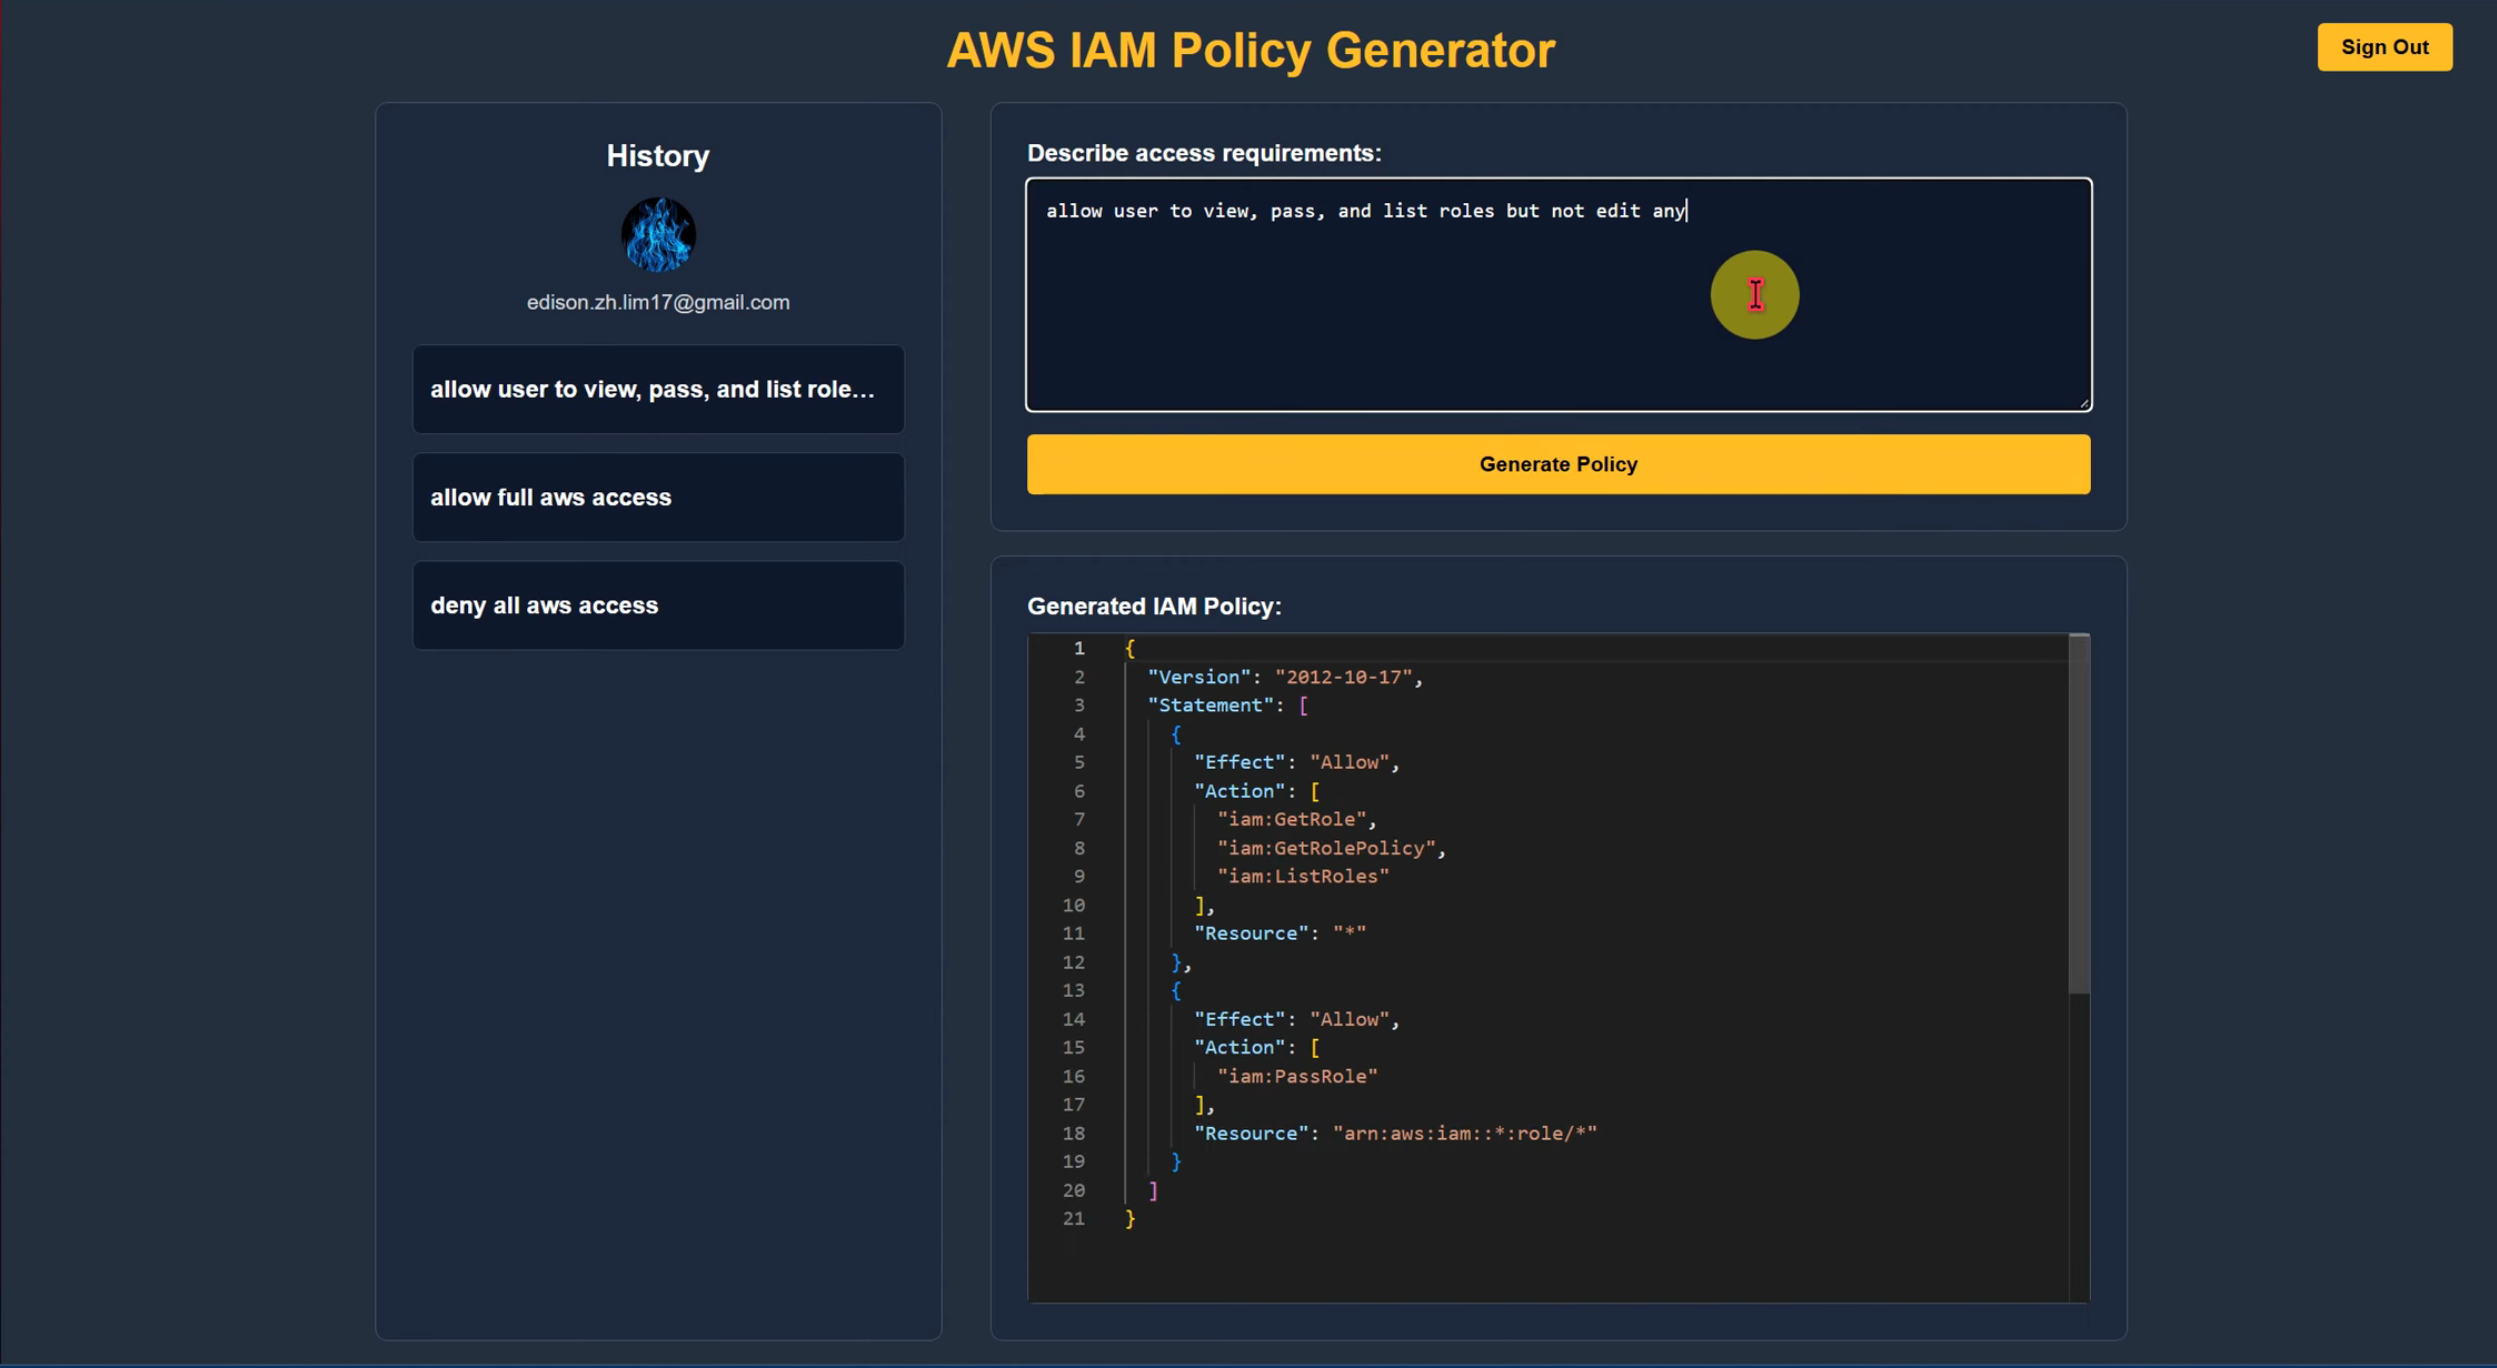 AWS IAM Policy Generator
Sign Out
History
edison.zh.lim17@gmail.com
allow user to view, pass, and list role...
allow full aws access
deny all aws access
Describe access requirements:
allow user to view, pass, and list roles but not edit any
Generate Policy
Generated IAM Policy:
1 {
2 "Version": "2012-10-17",
3 "Statement": [
4 {
5 "Effect": "Allow",
6 "Action": [
7 "iam:GetRole",
8 "iam:GetRolePolicy",
9 "iam:ListRoles"
10 ],
11 "Resource": "*"
12 },
13 {
14 "Effect": "Allow",
15 "Action": [
16 "iam:PassRole"
17 ],
18 "Resource": "arn:aws:iam::*:role/*"
19 }
20 ]
21 }